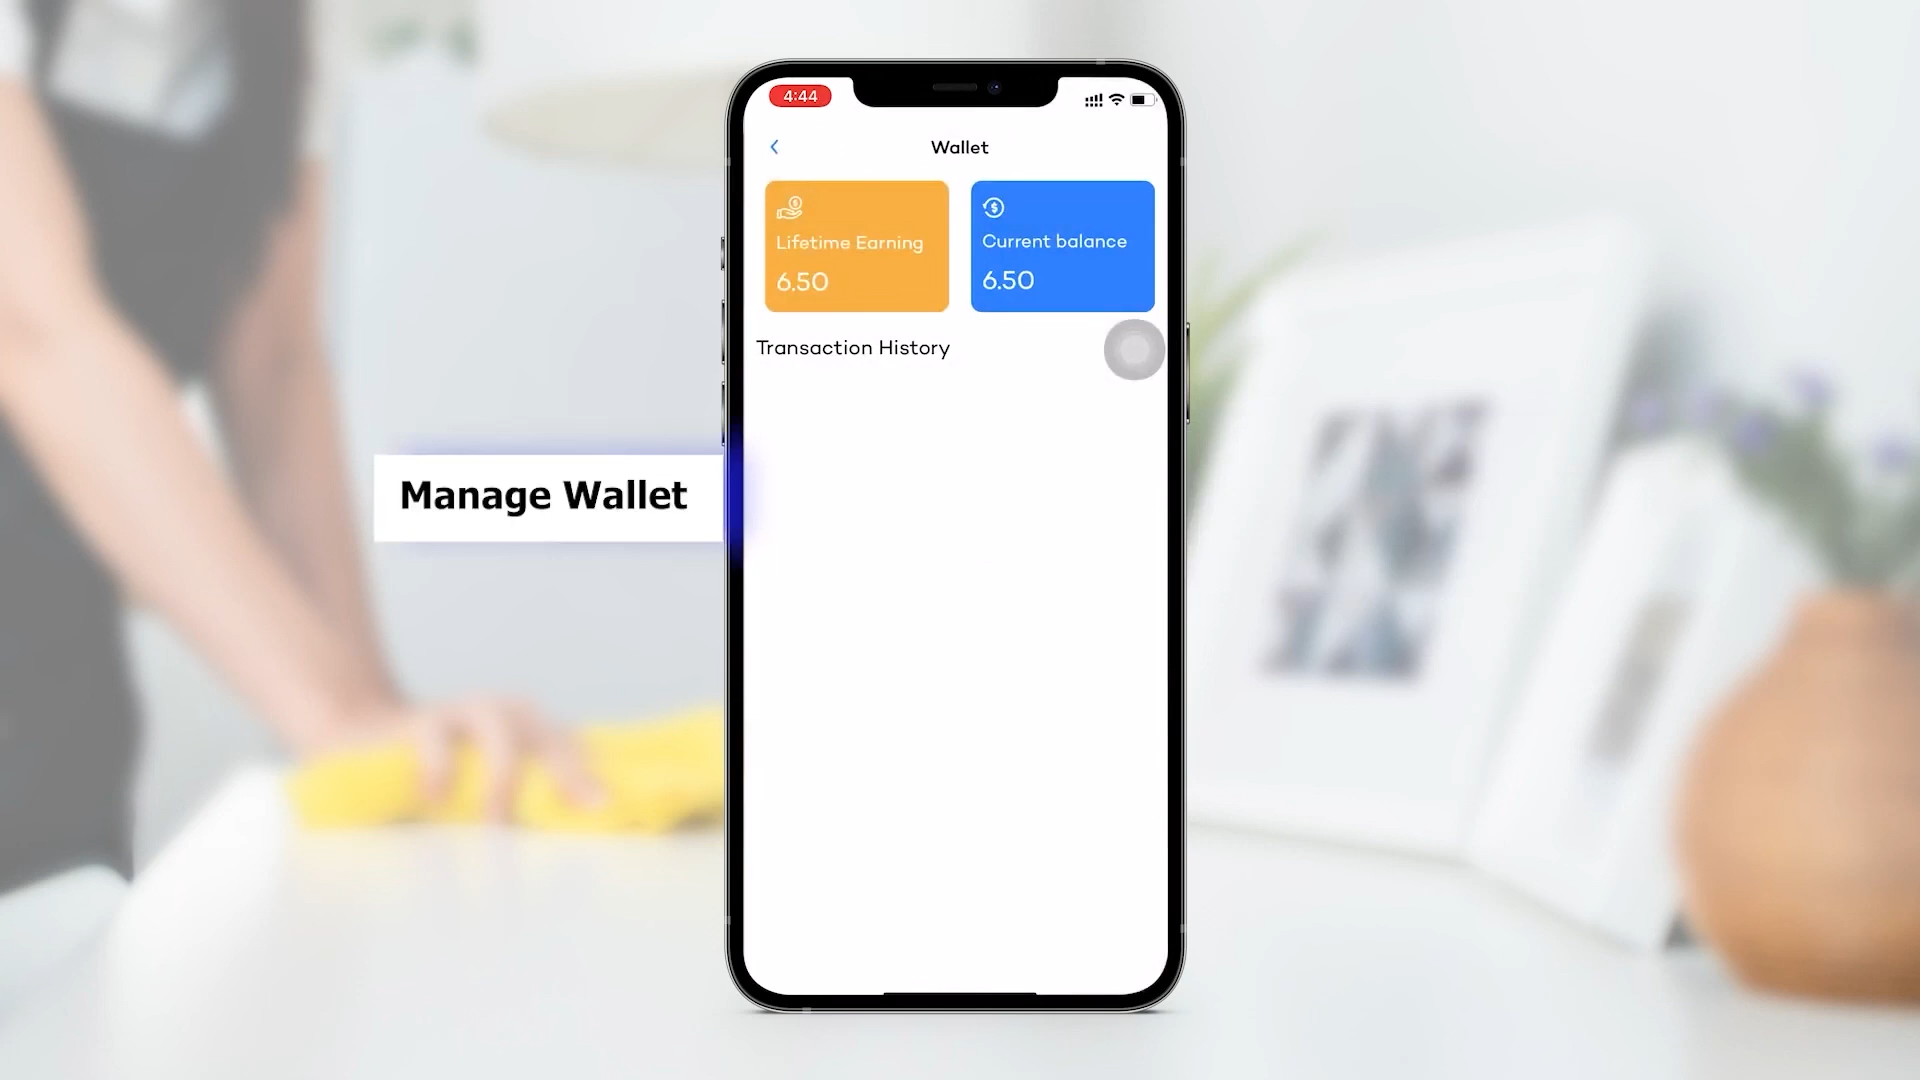 4:44
Wallet
Lifetime Earning
6.50
Current balance
6.50
Transaction History
Manage Wallet